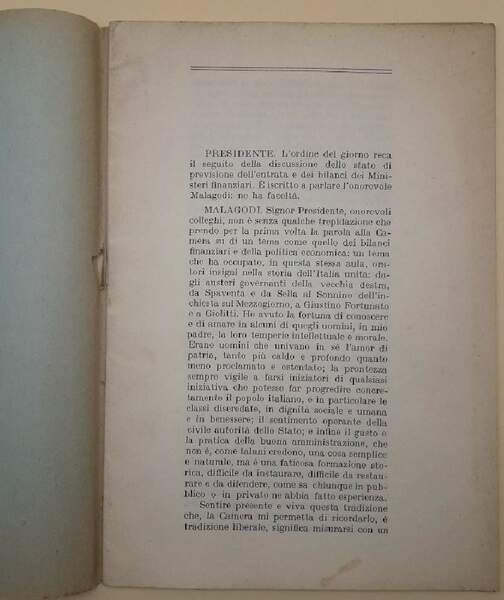 PRESIDENTE. L'ordine del giorno reca
il seguito della discussione dello stato di
previsione dell'entrata e dei bilanci dei Mini-
steri finanziari. È iscritto a parlare l'onorevole
Malagodi: ne ha facoltà.
MALAGODI. Signor Presidente, onorevoli
colleghi, non è senza qualche trepidazione che
prendo per la prima volta la parola alla Ca-
mera su di un tema come quello dei bilanci
finanziari e della politica economica: un tema
che ha occupato, in questa stessa aula, ora-
tori insigni nella storia dell'Italia unita: da-
gli austeri governanti della vecchia destra,
da Spaventa e da Sella al Sonnino dell'in-
chiesta sul Mezzogiorno, a Giustino Fortunato
e a Giolitti. Ho avuto la fortuna di conoscere
e di amare in alcuni di quegli uomini, in mio
padre, la loro temperie intellettuale e morale.
Erano uomini che univano in sé l'amor di
patria, tanto più caldo e profondo quanto
meno proclamato e ostentato; la prontezza
sempre vigile a farsi iniziatori di qualsiasi
iniziativa che potesse far progredire concre-
tamente il popolo italiano, e in particolare le
classi diseredate, in dignità sociale e umana
e in benessere; il sentimento operante della
civile autorità dello Stato; e infine il gusto e
la pratica della buona amministrazione, che
non è, come taluni credono, una cosa semplice
e naturale, ma è una faticosa formazione sto-
rica, difficile da instaurare, difficile da restau-
rare e da difendere, come sa chiunque in pub-
blico o in privato ne abbia fatto esperienza.
Sentire presente e viva questa tradizione
che, la Camera mi permetta di ricordarlo, è
tradizione liberale, significa misurarsi con un